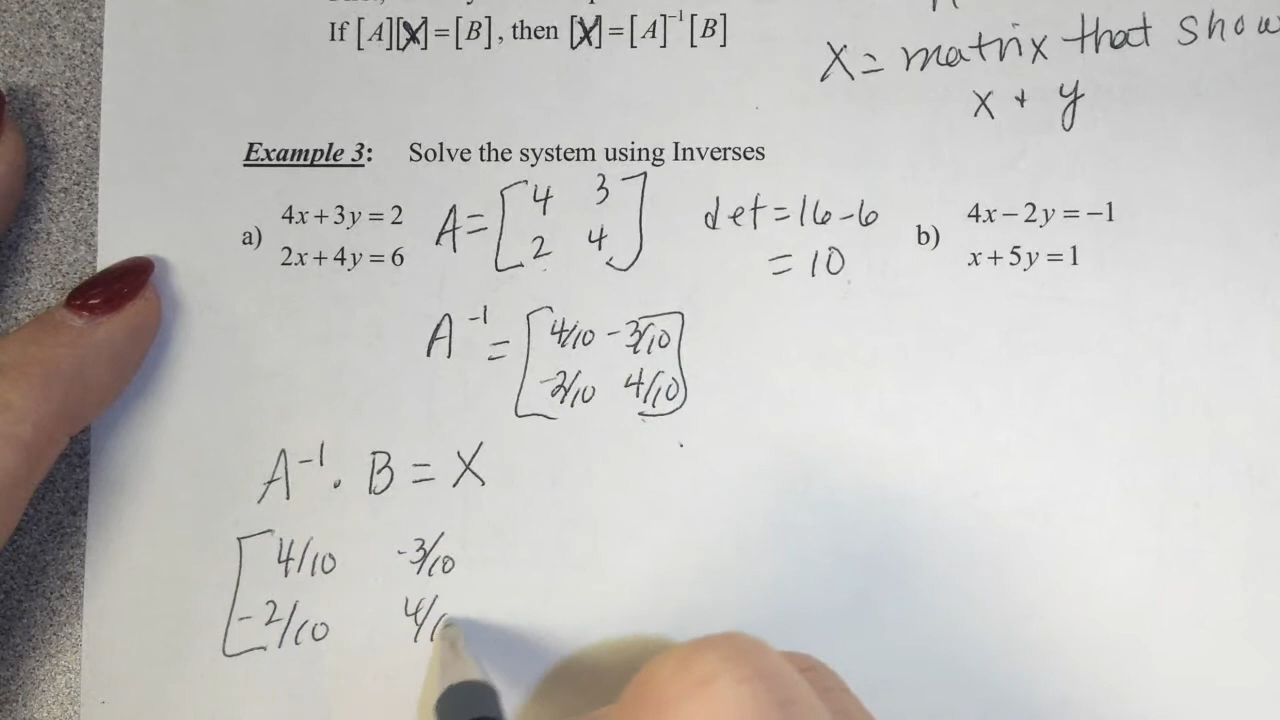 If [A][X]=[B], then [X]=[A]⁻¹[B]
X = matrix that show
x + y
Example 3: Solve the system using Inverses
a) 4x+3y=2
2x+4y=6
A = [4 3
2 4]
det = 16-6
= 10
b) 4x-2y=-1
x+5y=1
A⁻¹ = [4/10 -3/10
-2/10 4/10]
A⁻¹ · B = X
[4/10 -3/10
-2/10 4/1